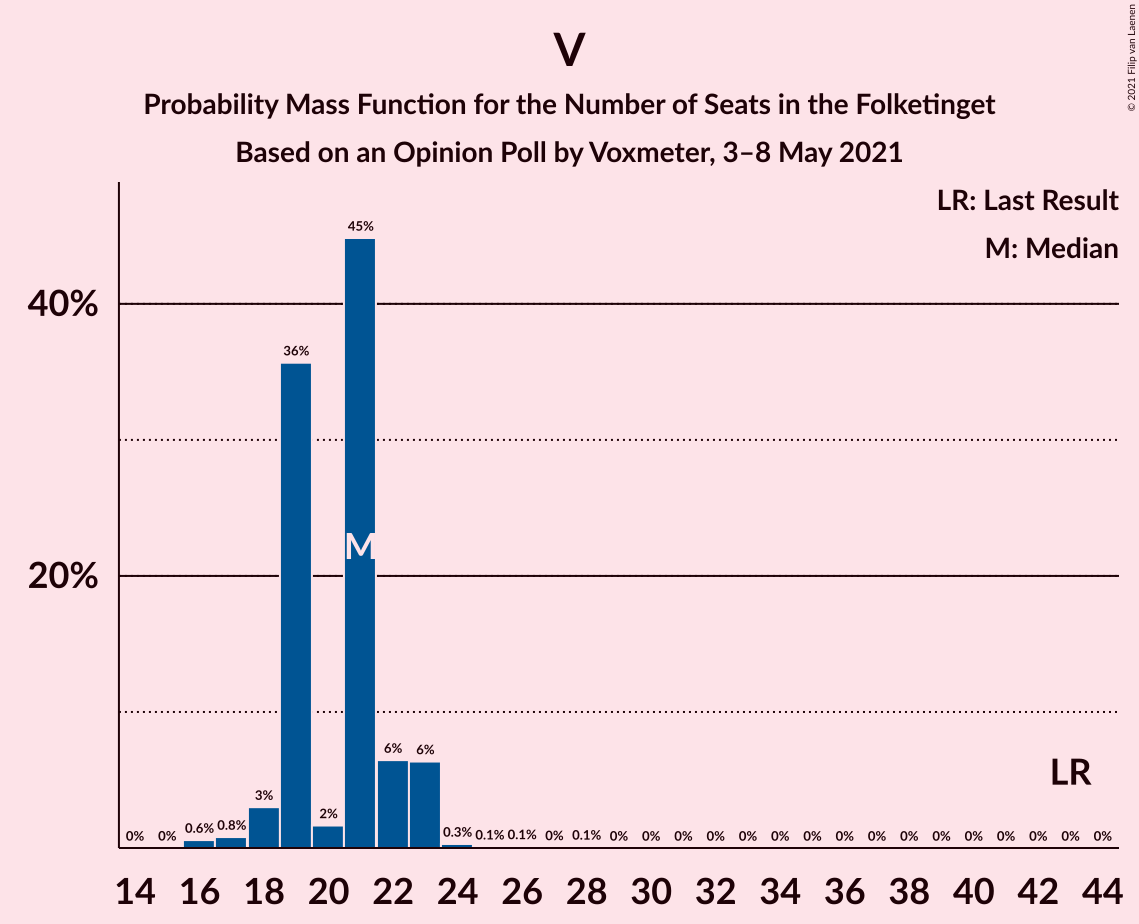 V
Probability Mass Function for the Number of Seats in the Folketinget
Based on an Opinion Poll by Voxmeter, 3–8 May 2021
© 2021 Filip van Laenen
LR: Last Result
M: Median
45%
40%
36%
M
20%
LR
6% 6%
3%
2%
0% 0% 0.6% 0.8% 0.3% 0.1% 0.1% 0% 0.1% 0% 0% 0% 0% 0% 0% 0% 0% 0% 0% 0% 0% 0% 0% 0% 0%
14 16 18 20 22 24 26 28 30 32 34 36 38 40 42 44